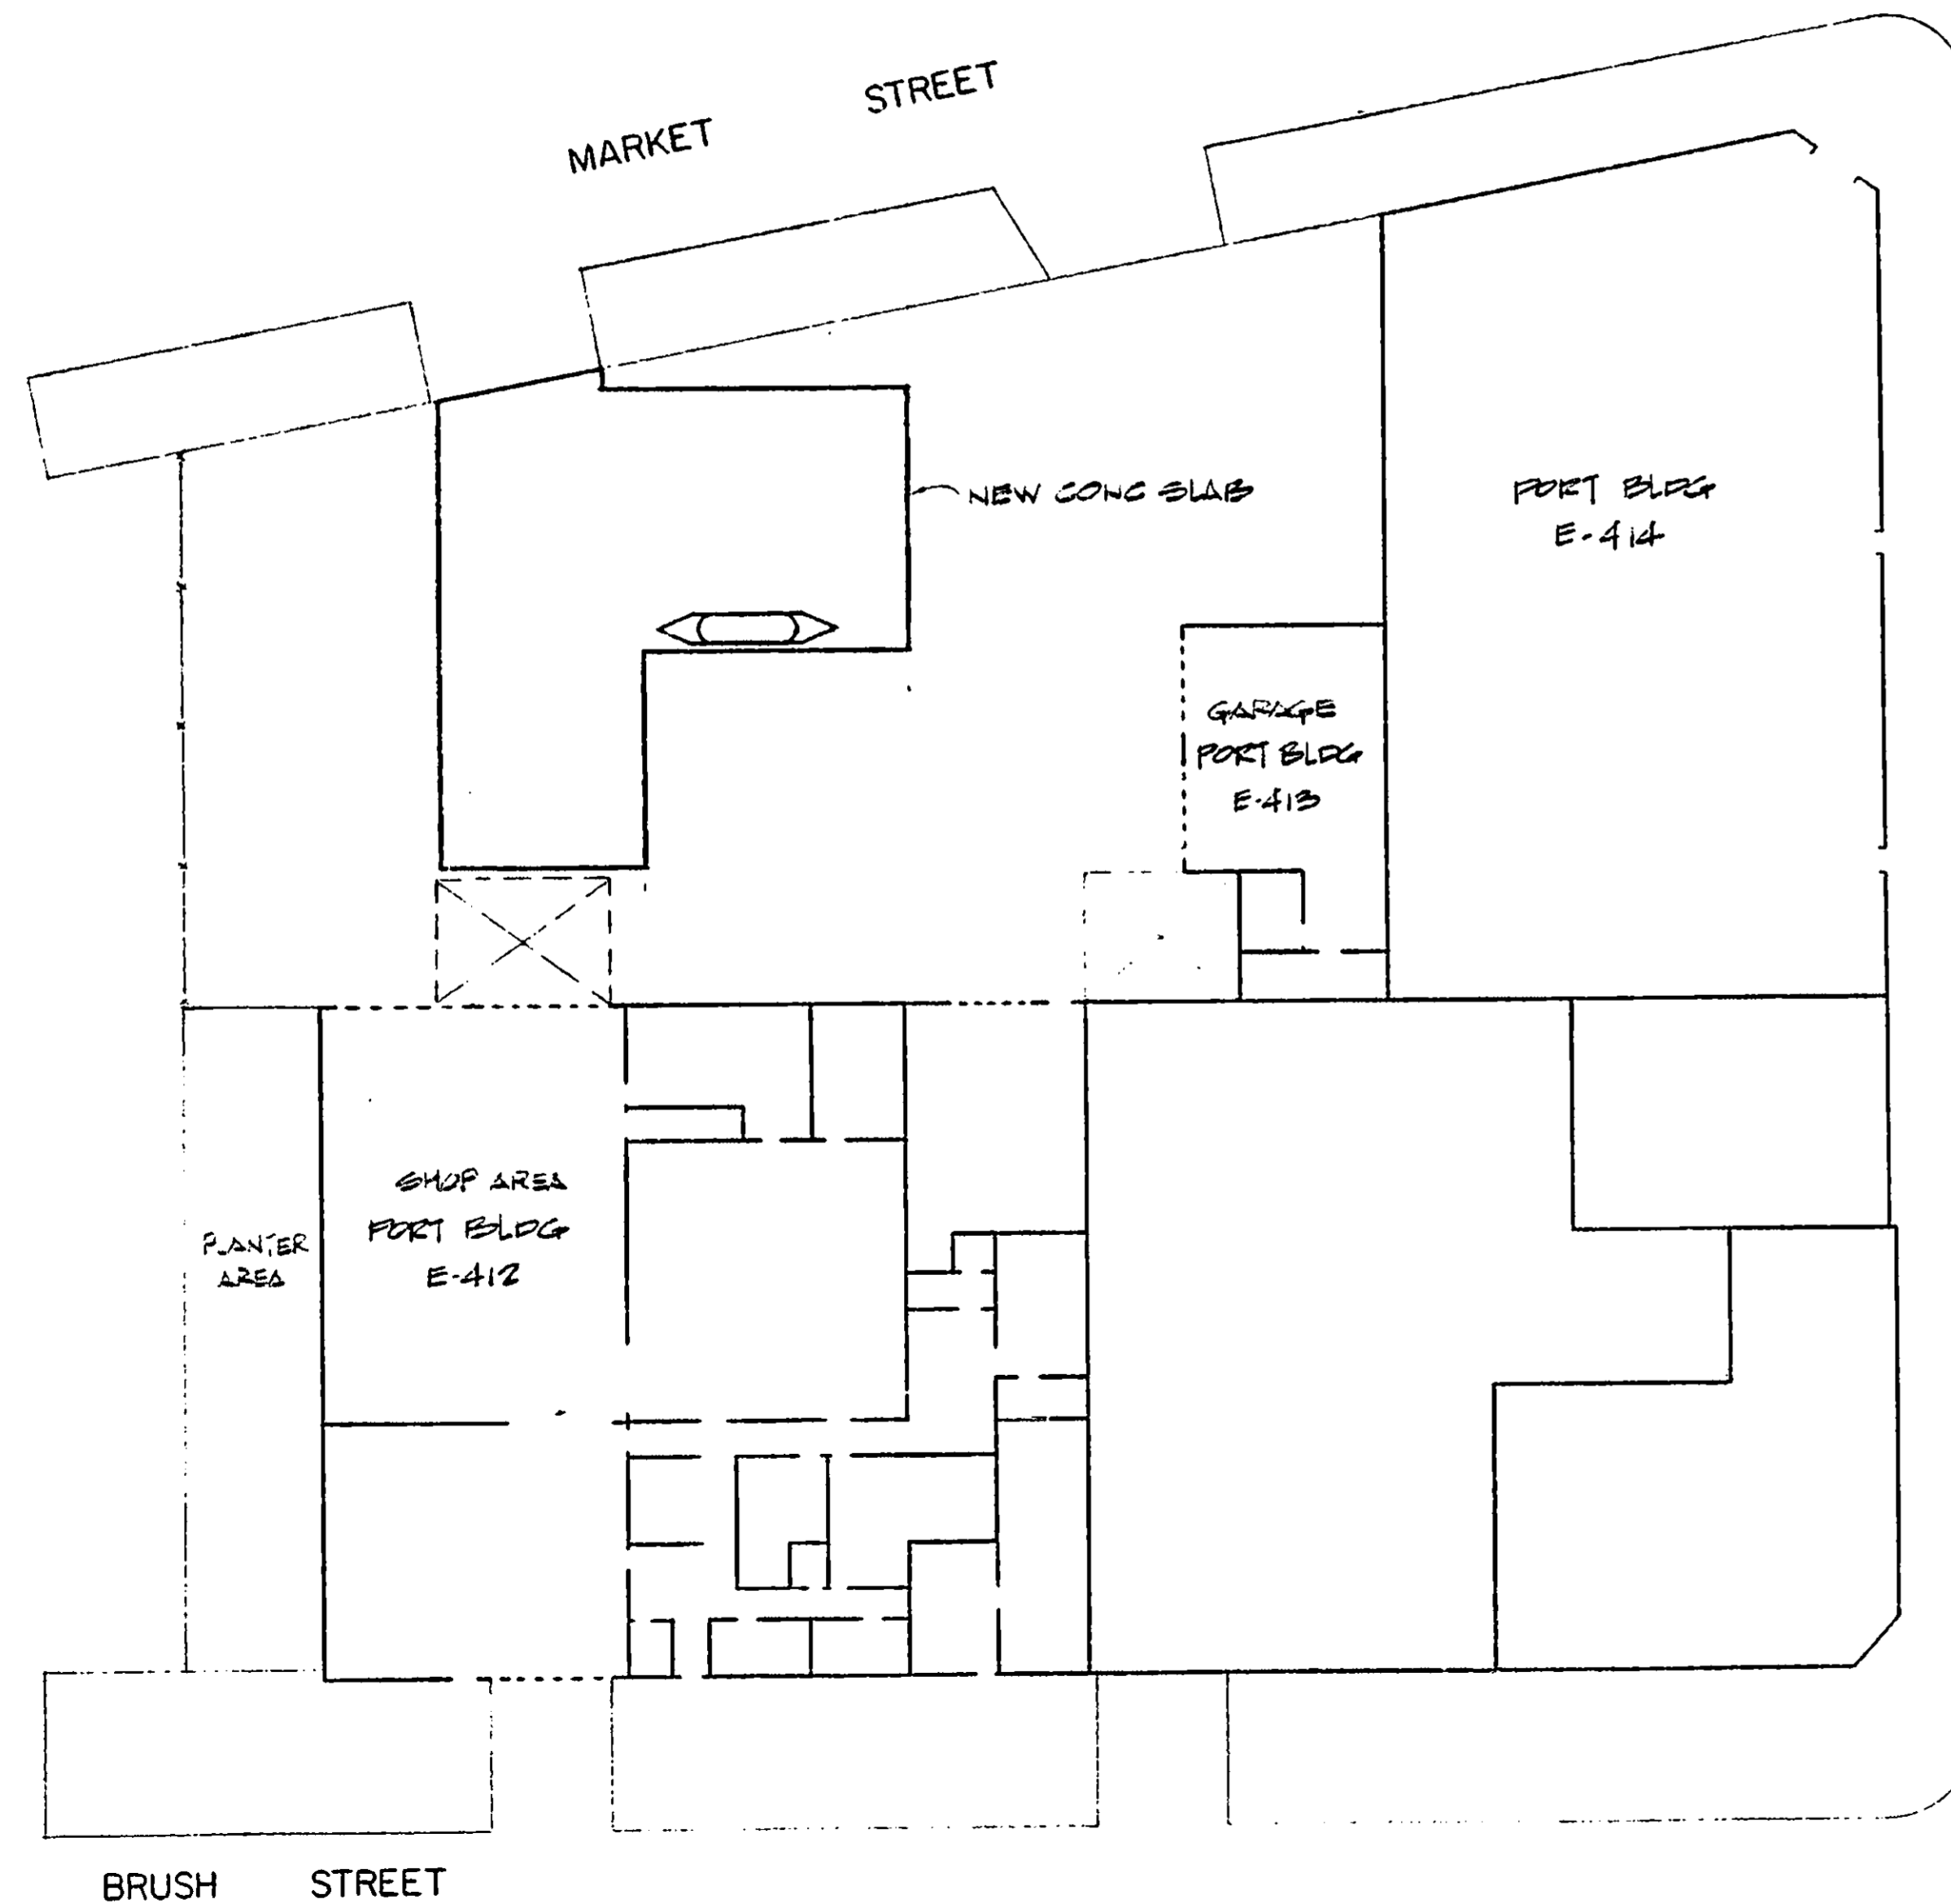 MARKET STREET
NEW CONC SLAB
PORT BLDG
E-414
GARAGE
PORT BLDG
E-413
SHOP AREA
PORT BLDG
E-412
PLANTER
AREA
BRUSH STREET